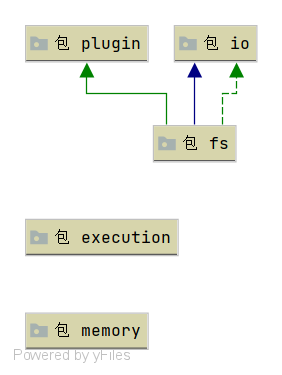 包 plugin
包 io
包 fs
包 execution
包 memory
Powered by yFiles